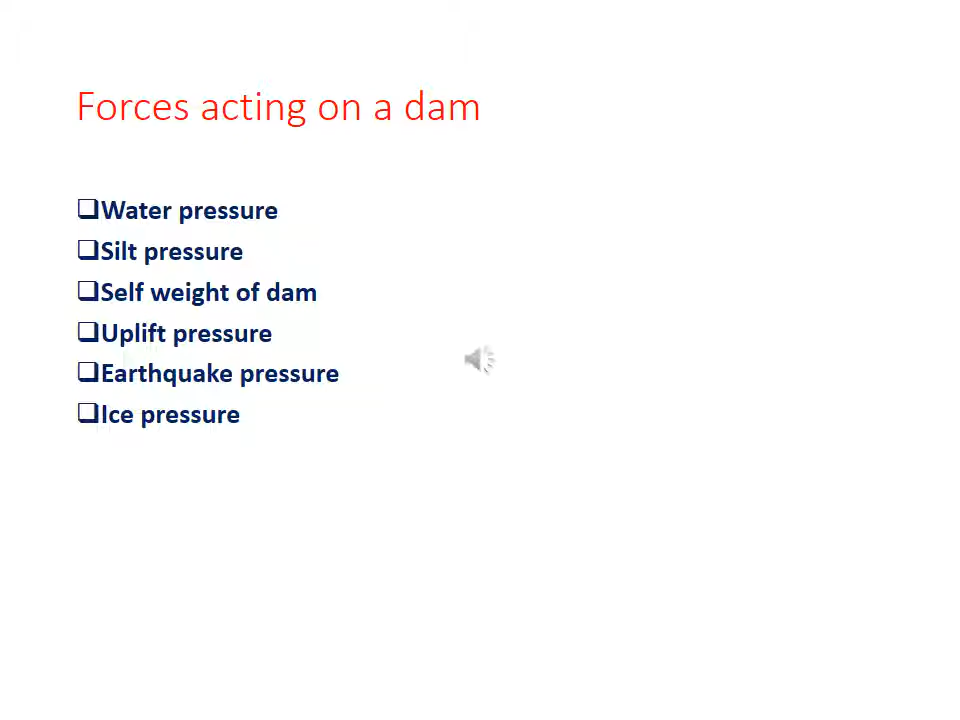 Forces acting on a dam
❑Water pressure
❑Silt pressure
❑Self weight of dam
❑Uplift pressure
❑Earthquake pressure
❑Ice pressure